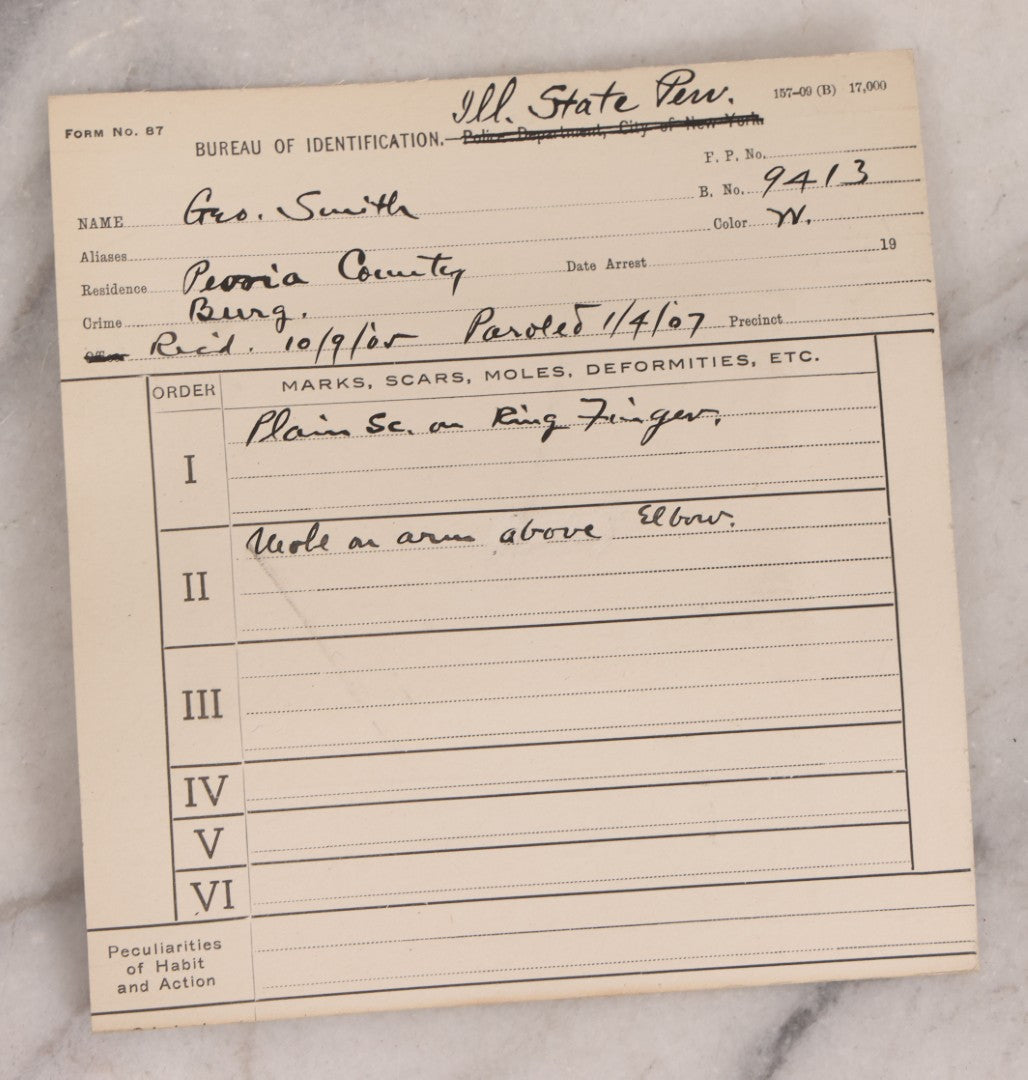 Ill. State Pen.
157-09 (B) 17,000
FORM NO. 87
BUREAU OF IDENTIFICATION. Police Department, City of New York.
F. P. No.
B. No. 9413
NAME Geo. Smith
Color W.
Aliases
Residence Peoria County Date Arrest 19
Crime Burg.
Rec'd. 10/9/05 Paroled 1/4/07 Precinct
ORDER MARKS, SCARS, MOLES, DEFORMITIES, ETC.
I Plain Sc. on Ring Finger.
II Mole on arm above Elbow.
III
IV
V
VI
Peculiarities
of Habit
and Action